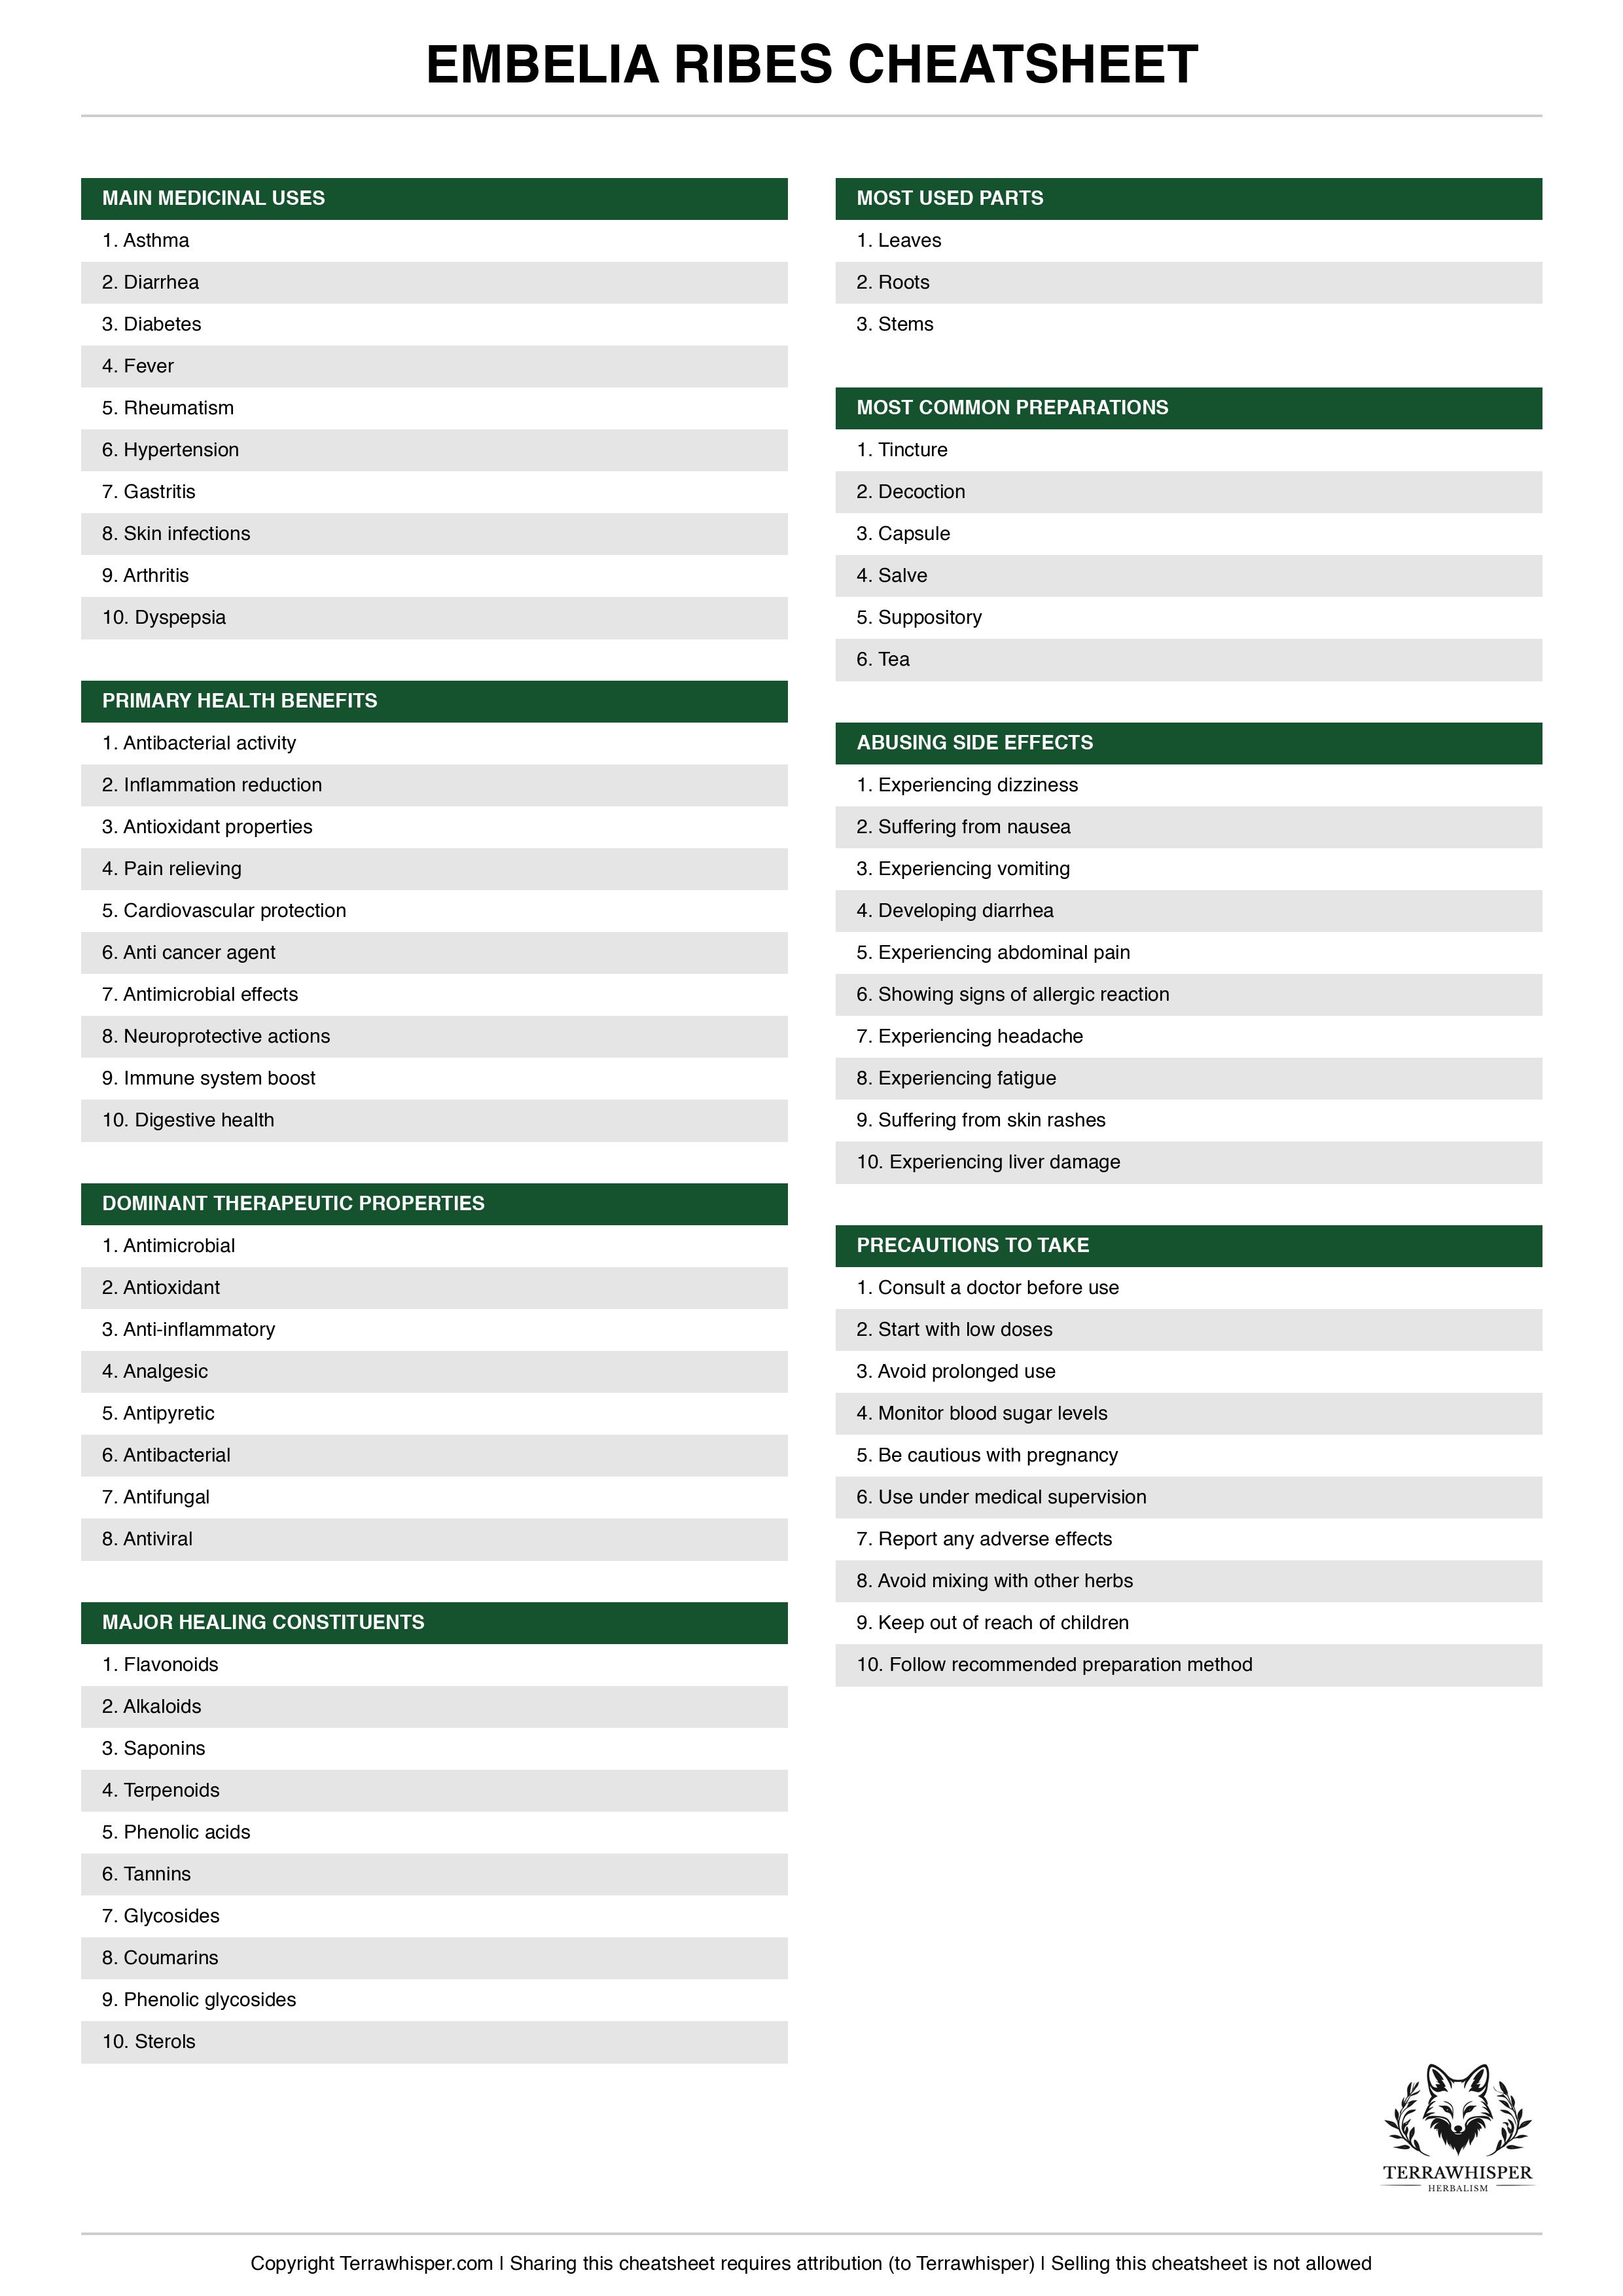 EMBELIA RIBES CHEATSHEET
MAIN MEDICINAL USES
1. Asthma
2. Diarrhea
3. Diabetes
4. Fever
5. Rheumatism
6. Hypertension
7. Gastritis
8. Skin infections
9. Arthritis
10. Dyspepsia
PRIMARY HEALTH BENEFITS
1. Antibacterial activity
2. Inflammation reduction
3. Antioxidant properties
4. Pain relieving
5. Cardiovascular protection
6. Anti cancer agent
7. Antimicrobial effects
8. Neuroprotective actions
9. Immune system boost
10. Digestive health
DOMINANT THERAPEUTIC PROPERTIES
1. Antimicrobial
2. Antioxidant
3. Anti-inflammatory
4. Analgesic
5. Antipyretic
6. Antibacterial
7. Antifungal
8. Antiviral
MAJOR HEALING CONSTITUENTS
1. Flavonoids
2. Alkaloids
3. Saponins
4. Terpenoids
5. Phenolic acids
6. Tannins
7. Glycosides
8. Coumarins
9. Phenolic glycosides
10. Sterols
MOST USED PARTS
1. Leaves
2. Roots
3. Stems
MOST COMMON PREPARATIONS
1. Tincture
2. Decoction
3. Capsule
4. Salve
5. Suppository
6. Tea
ABUSING SIDE EFFECTS
1. Experiencing dizziness
2. Suffering from nausea
3. Experiencing vomiting
4. Developing diarrhea
5. Experiencing abdominal pain
6. Showing signs of allergic reaction
7. Experiencing headache
8. Experiencing fatigue
9. Suffering from skin rashes
10. Experiencing liver damage
PRECAUTIONS TO TAKE
1. Consult a doctor before use
2. Start with low doses
3. Avoid prolonged use
4. Monitor blood sugar levels
5. Be cautious with pregnancy
6. Use under medical supervision
7. Report any adverse effects
8. Avoid mixing with other herbs
9. Keep out of reach of children
10. Follow recommended preparation method
TERRAWHISPER
HERBALISM
Copyright Terrawhisper.com | Sharing this cheatsheet requires attribution (to Terrawhisper) | Selling this cheatsheet is not allowed